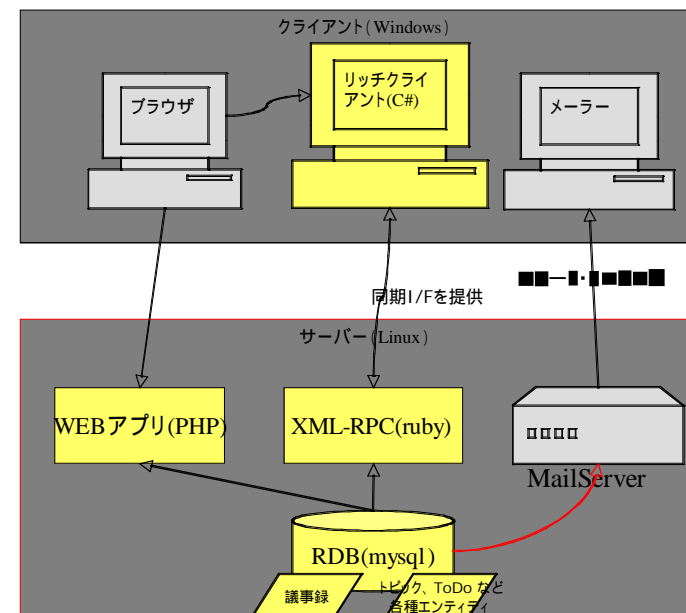 クライアント(Windows)
ブラウザ
リッチクライ
アント(C#)
メーラー
同期I/Fを提供
サーバー(Linux)
WEBアプリ(PHP)
XML-RPC(ruby)
MailServer
RDB(mysql)
議事録
トピック、ToDo など
各種エンティティ